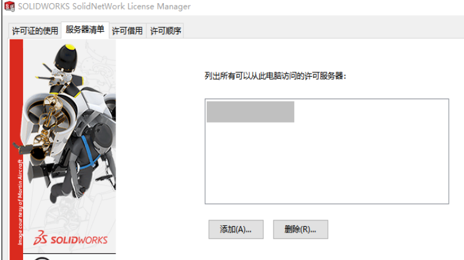 SOLIDWORKS SolidNetWork License Manager
许可证的使用 服务器清单 许可借用 许可顺序
列出所有可以从此电脑访问的许可服务器:
Image courtesy of Martin Aircraft
SOLIDWORKS
添加(A)... 删除(R)...